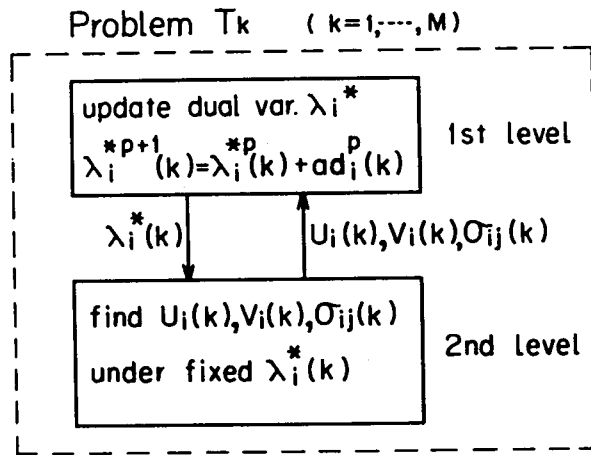 Problem Tk ( k=1,----,M)
update dual var. λi*
λi*p+1(k)=λi*p(k)+adip(k)
1st level
λi*(k)
Ui(k),Vi(k),σij(k)
find Ui(k),Vi(k),σij(k)
under fixed λi*(k)
2nd level